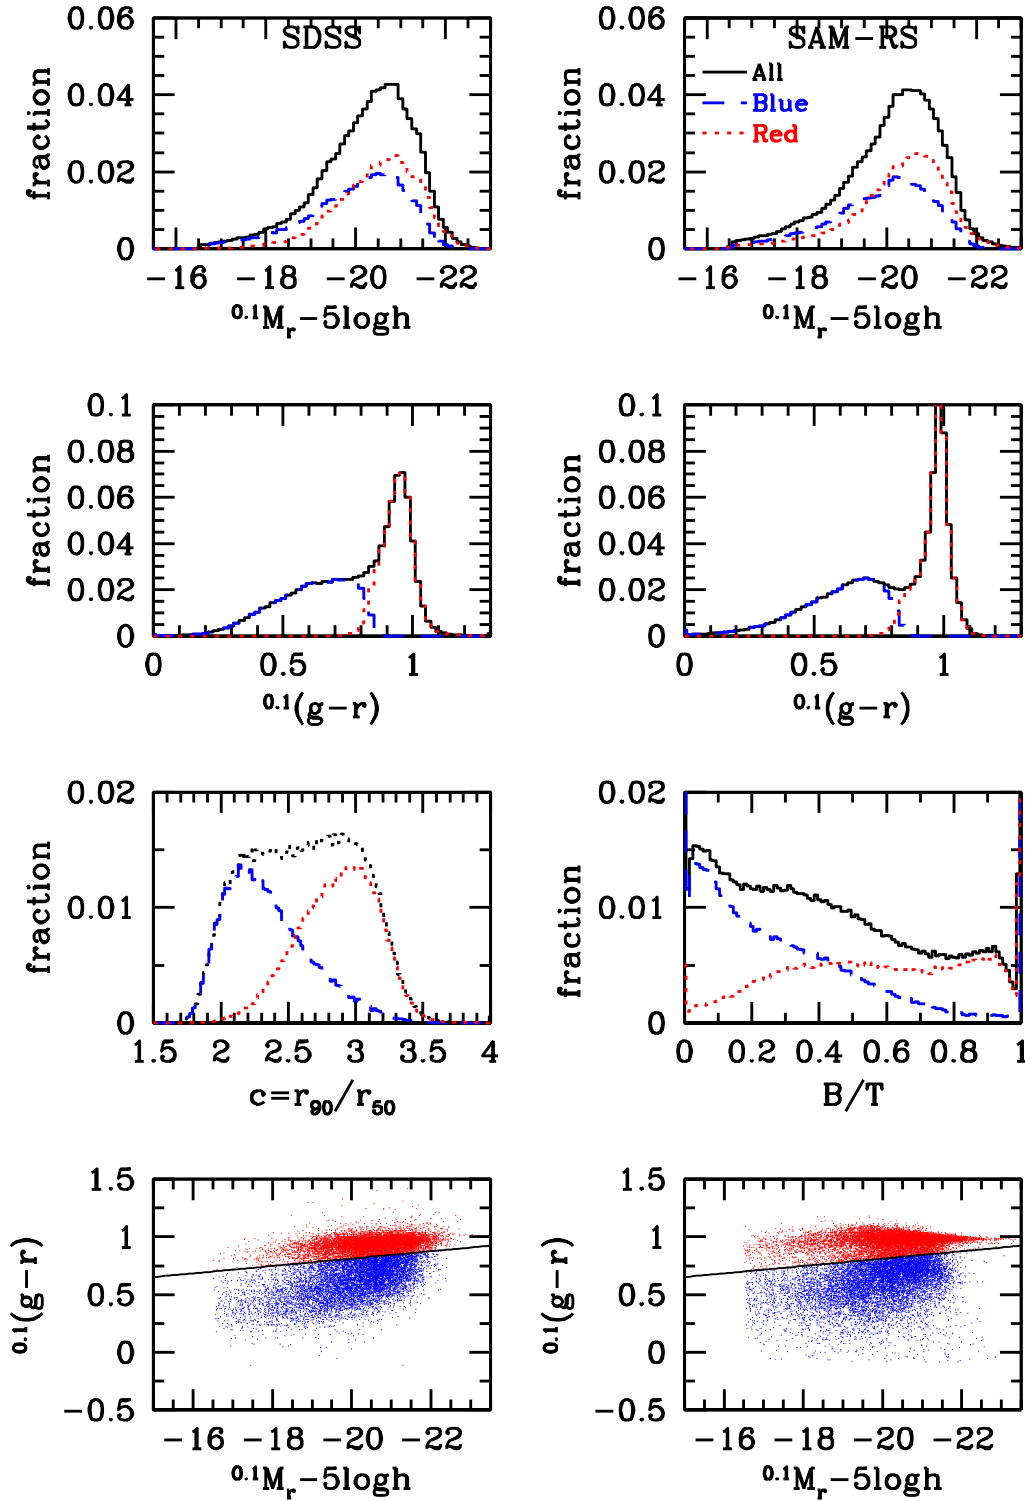 SDSS
0.06
0.04
0.02
0
fraction
-16 -18 -20 -22
0.1Mr-5logh
SAM-RS
All
Blue
Red
0.06
0.04
0.02
0
fraction
-16 -18 -20 -22
0.1Mr-5logh
0.1
0.08
0.06
0.04
0.02
0
fraction
0 0.5 1
0.1(g-r)
0.1
0.08
0.06
0.04
0.02
0
fraction
0 0.5 1
0.1(g-r)
0.02
0.01
0
fraction
1.5 2 2.5 3 3.5 4
c=r90/r50
0.02
0.01
0
fraction
0 0.2 0.4 0.6 0.8 1
B/T
1.5
1
0.5
0
-0.5
0.1(g-r)
-16 -18 -20 -22
0.1Mr-5logh
1.5
1
0.5
0
-0.5
0.1(g-r)
-16 -18 -20 -22
0.1Mr-5logh